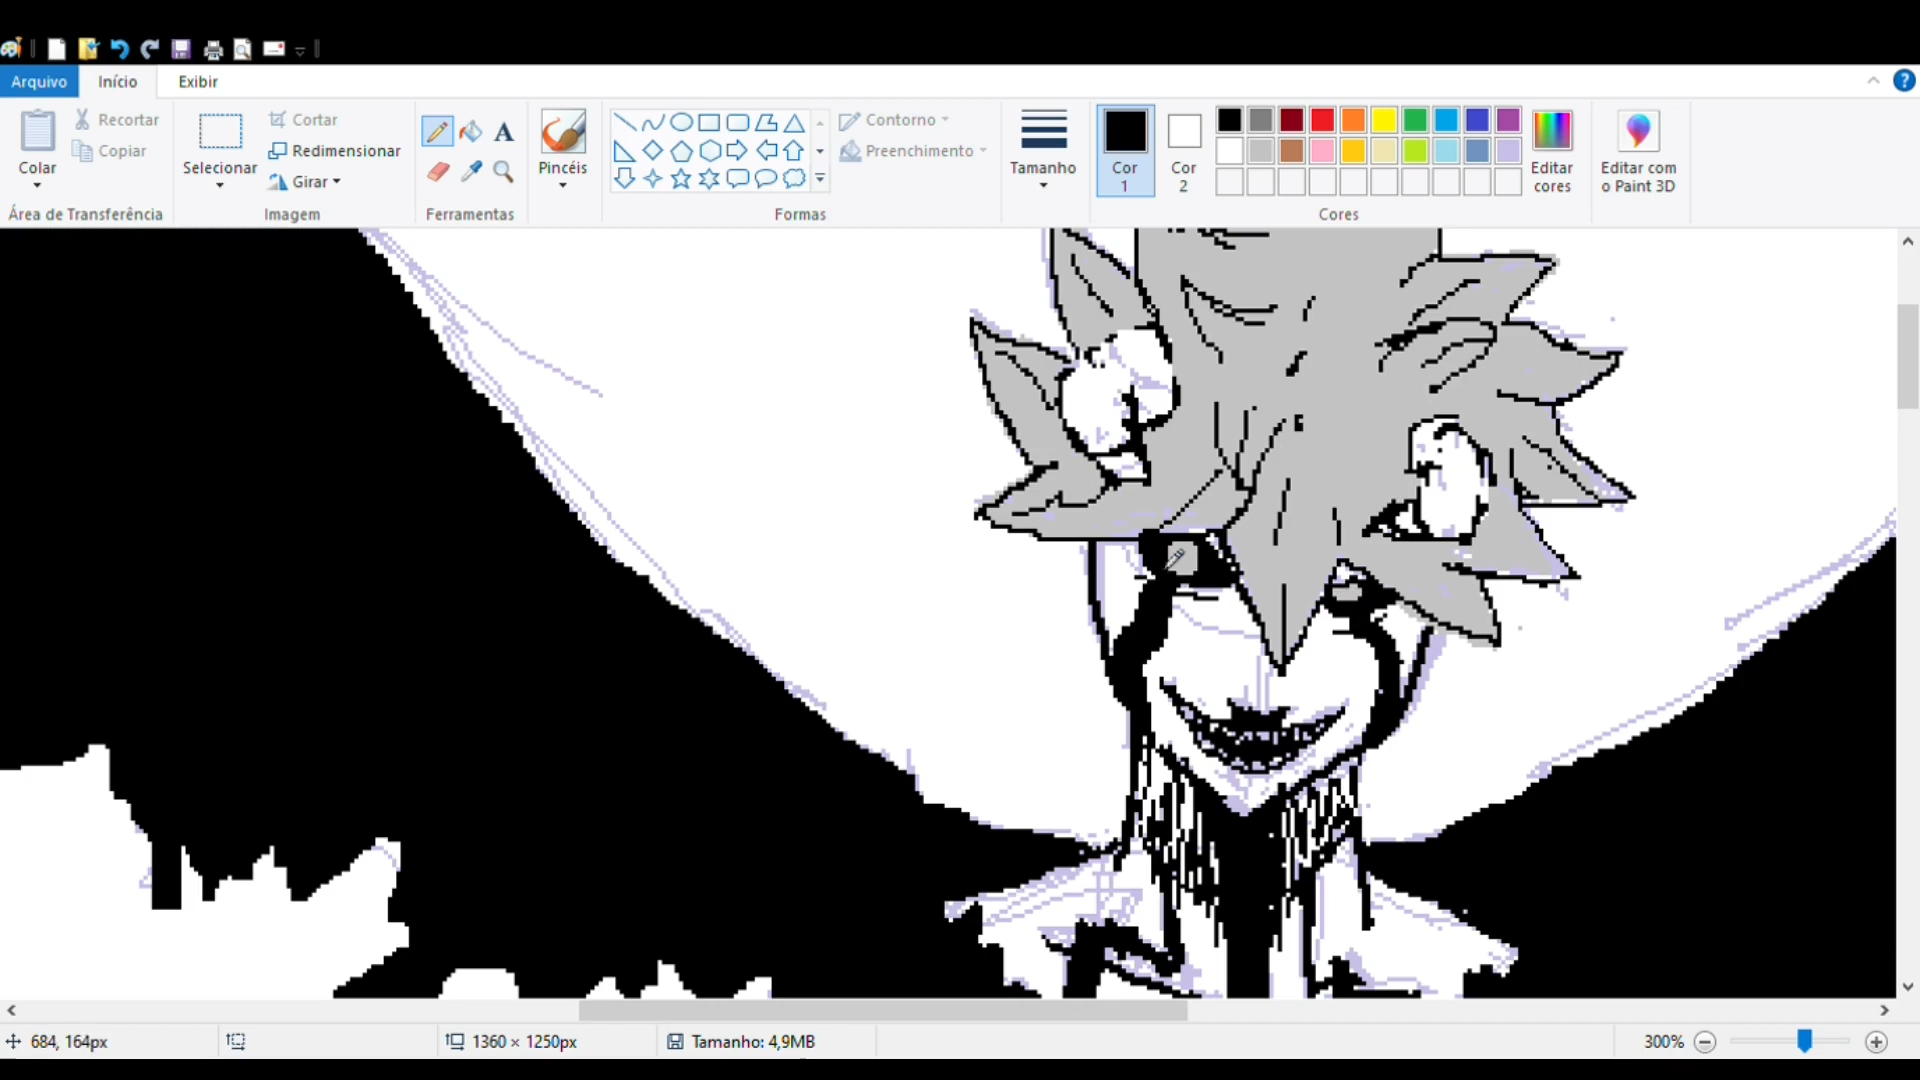 Arquivo Início Exibir
Colar
Recortar
Copiar
Área de Transferência
Selecionar
Cortar
Redimensionar
Girar
Imagem
A
Ferramentas
Pincéis
Formas
Contorno
Preenchimento
Tamanho
Cor
1
Cor
2
Cores
Editar
cores
Editar com
o Paint 3D
?
684, 164px
1360 × 1250px
Tamanho: 4,9MB
300%